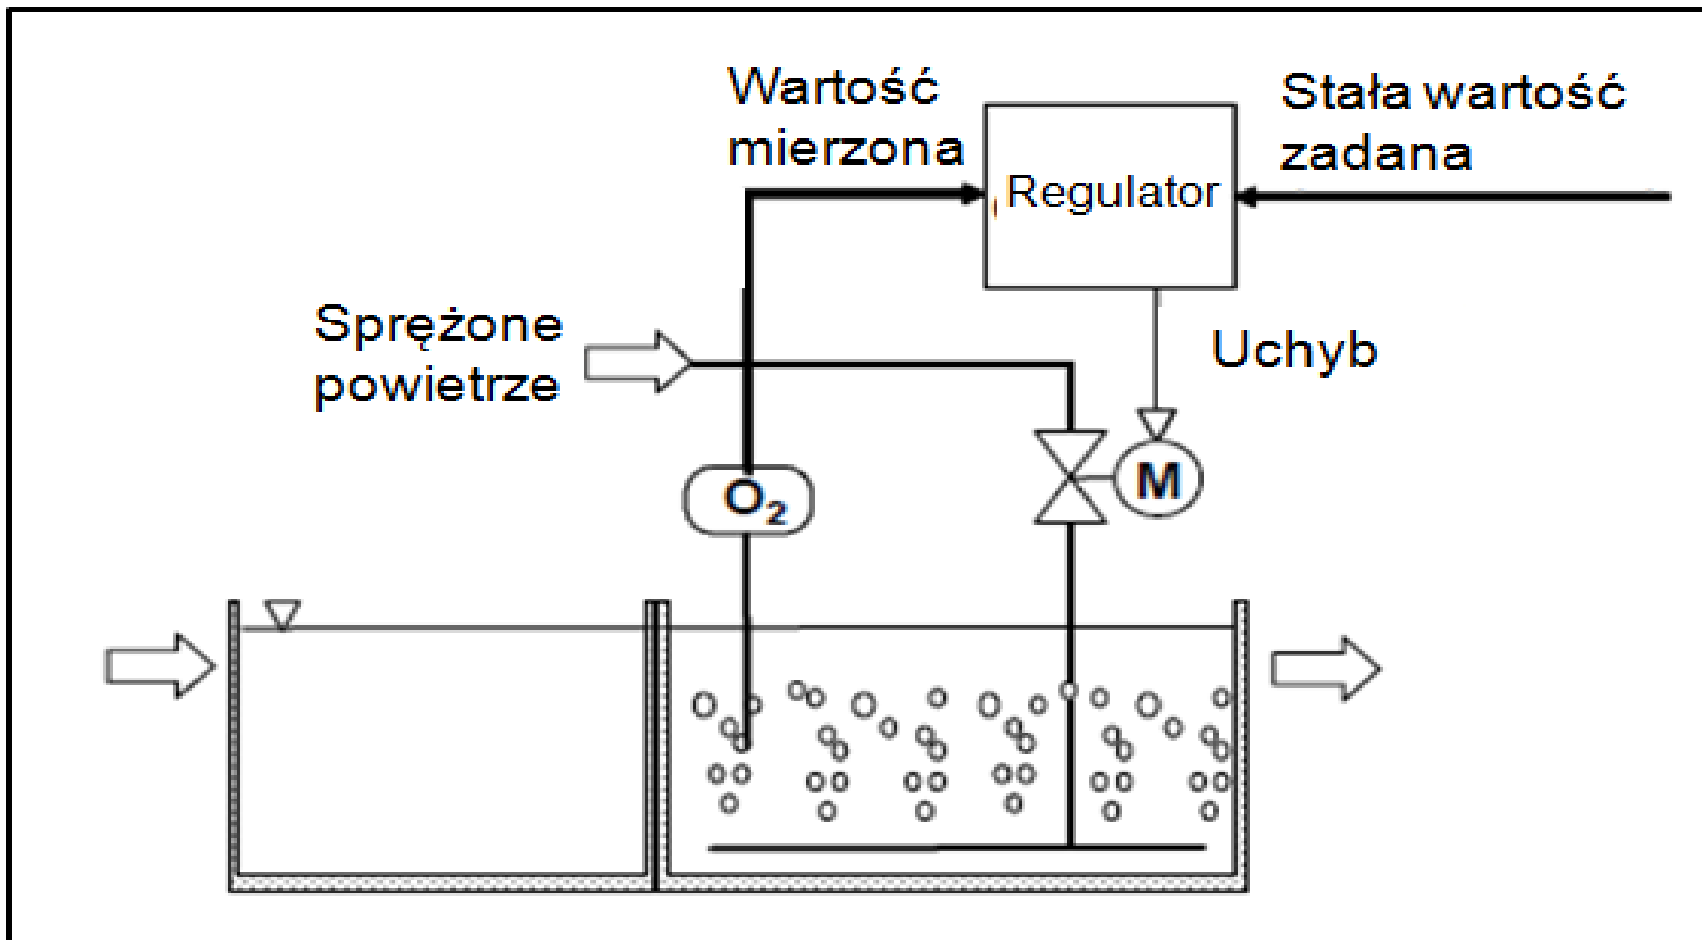 Wartość
mierzona
Stała wartość
zadana
Regulator
Sprężone
powietrze
Uchyb
O₂
M